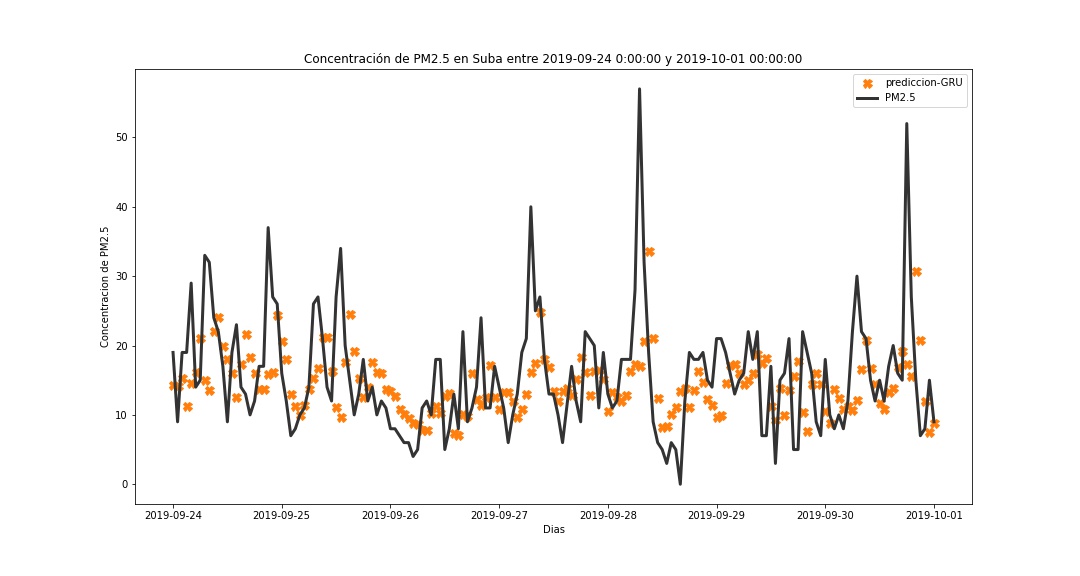 Concentración de PM2.5 en Suba entre 2019-09-24 0:00:00 y 2019-10-01 00:00:00
prediccion-GRU
PM2.5
Concentracion de PM2.5
50
40
30
20
10
0
2019-09-24 2019-09-25 2019-09-26 2019-09-27 2019-09-28 2019-09-29 2019-09-30 2019-10-01
Dias